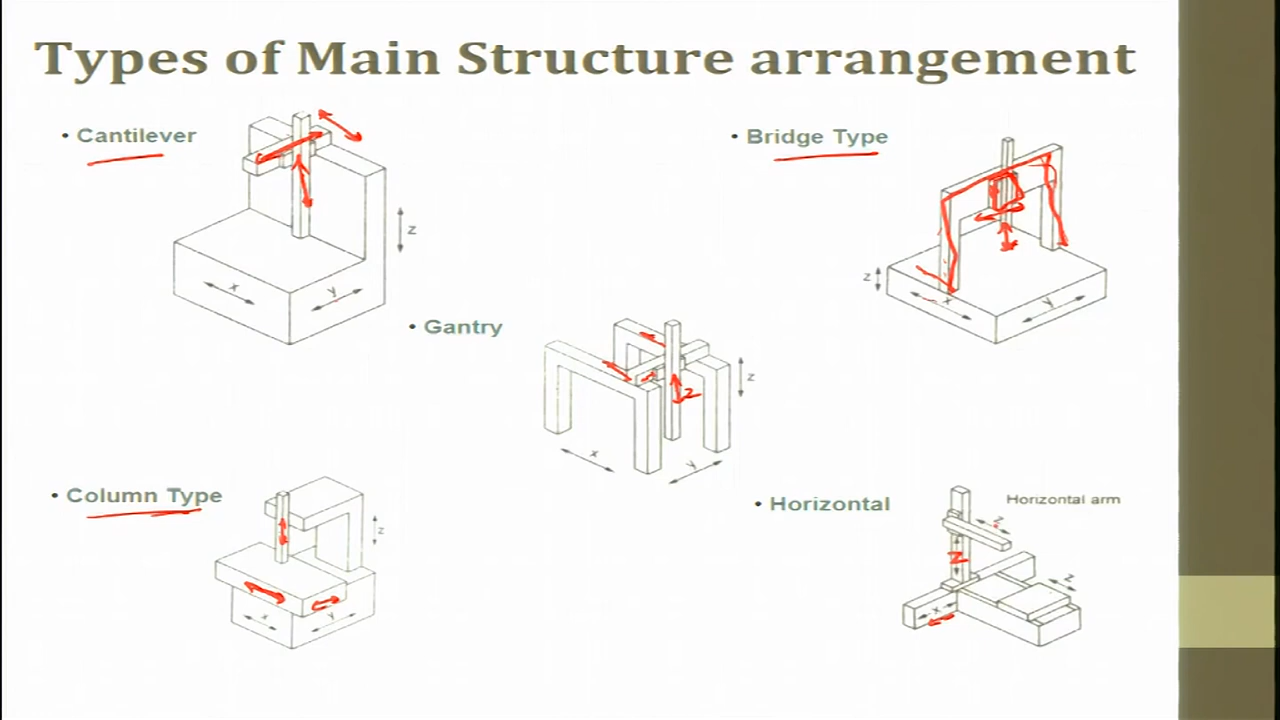 Types of Main Structure arrangement
• Cantilever
• Bridge Type
z
x
y
z
x
y
• Gantry
z
x
y
• Column Type
z
x
y
• Horizontal
Horizontal arm
z
z
z
x